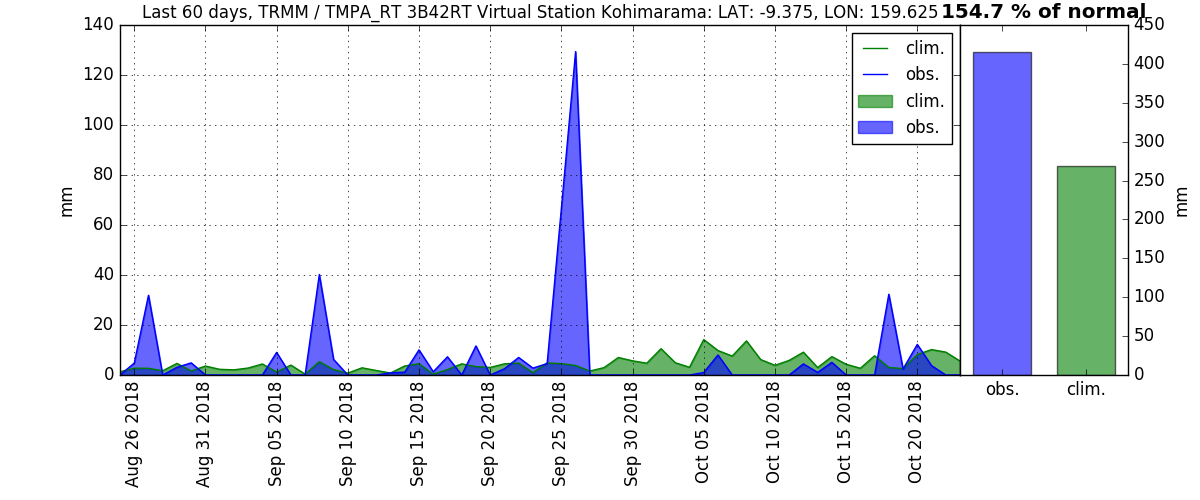 Last 60 days, TRMM / TMPA_RT 3B42RT Virtual Station Kohimarama: LAT: -9.375, LON: 159.625 154.7 % of normal
140
120
100
80
60
40
20
0
mm
clim.
obs.
clim.
obs.
450
400
350
300
250
200
150
100
50
0
mm
Aug 26 2018
Aug 31 2018
Sep 05 2018
Sep 10 2018
Sep 15 2018
Sep 20 2018
Sep 25 2018
Sep 30 2018
Oct 05 2018
Oct 10 2018
Oct 15 2018
Oct 20 2018
obs.
clim.